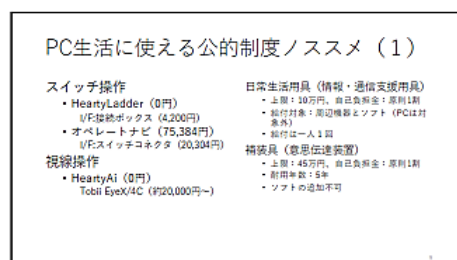 PC生活に使える公的制度ノススメ（1）
スイッチ操作
• HeartyLadder（0円）
I/F:接続ボックス（4,200円）
• オペレートナビ（75,384円）
I/F:スイッチコネクタ（20,304円）
視線操作
• HeartyAi（0円）
Tobii EyeX/4C（約20,000円～）
日常生活用具（情報・通信支援用具）
• 上限：10万円、自己負担金：原則1割
• 給付対象：周辺機器とソフト（PCは対
象外）
• 給付は一人1回
補装具（意思伝達装置）
• 上限：45万円、自己負担金：原則1割
• 耐用年数：5年
• ソフトの追加不可